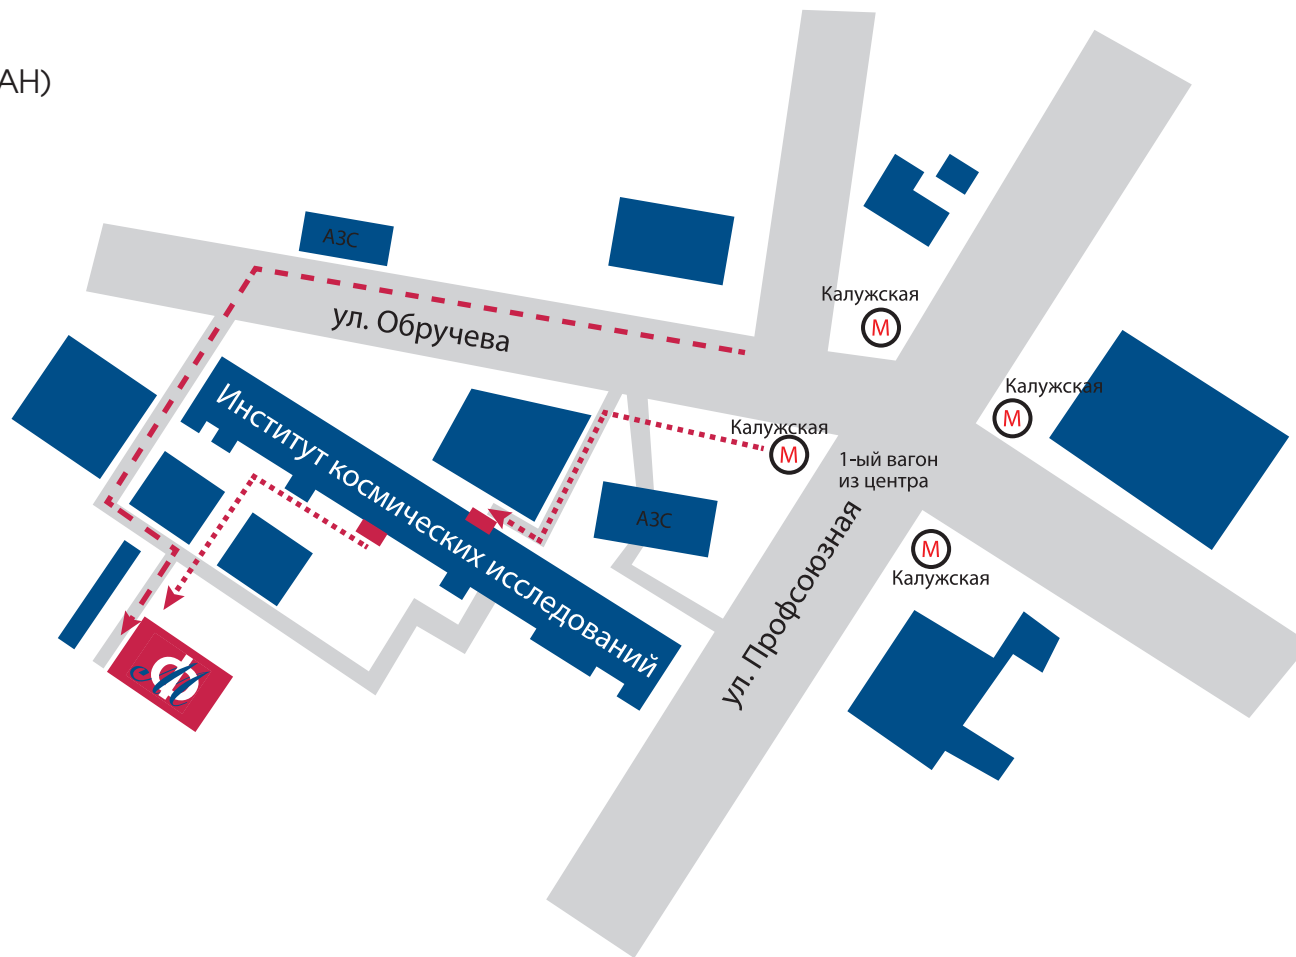 АН)
АЗС
Калужская
М
ул. Обручева
Калужская
М
Калужская
М
1-ый вагон
из центра
Институт космических исследований
АЗС
М
Калужская
ул. Профсоюзная
ФМ